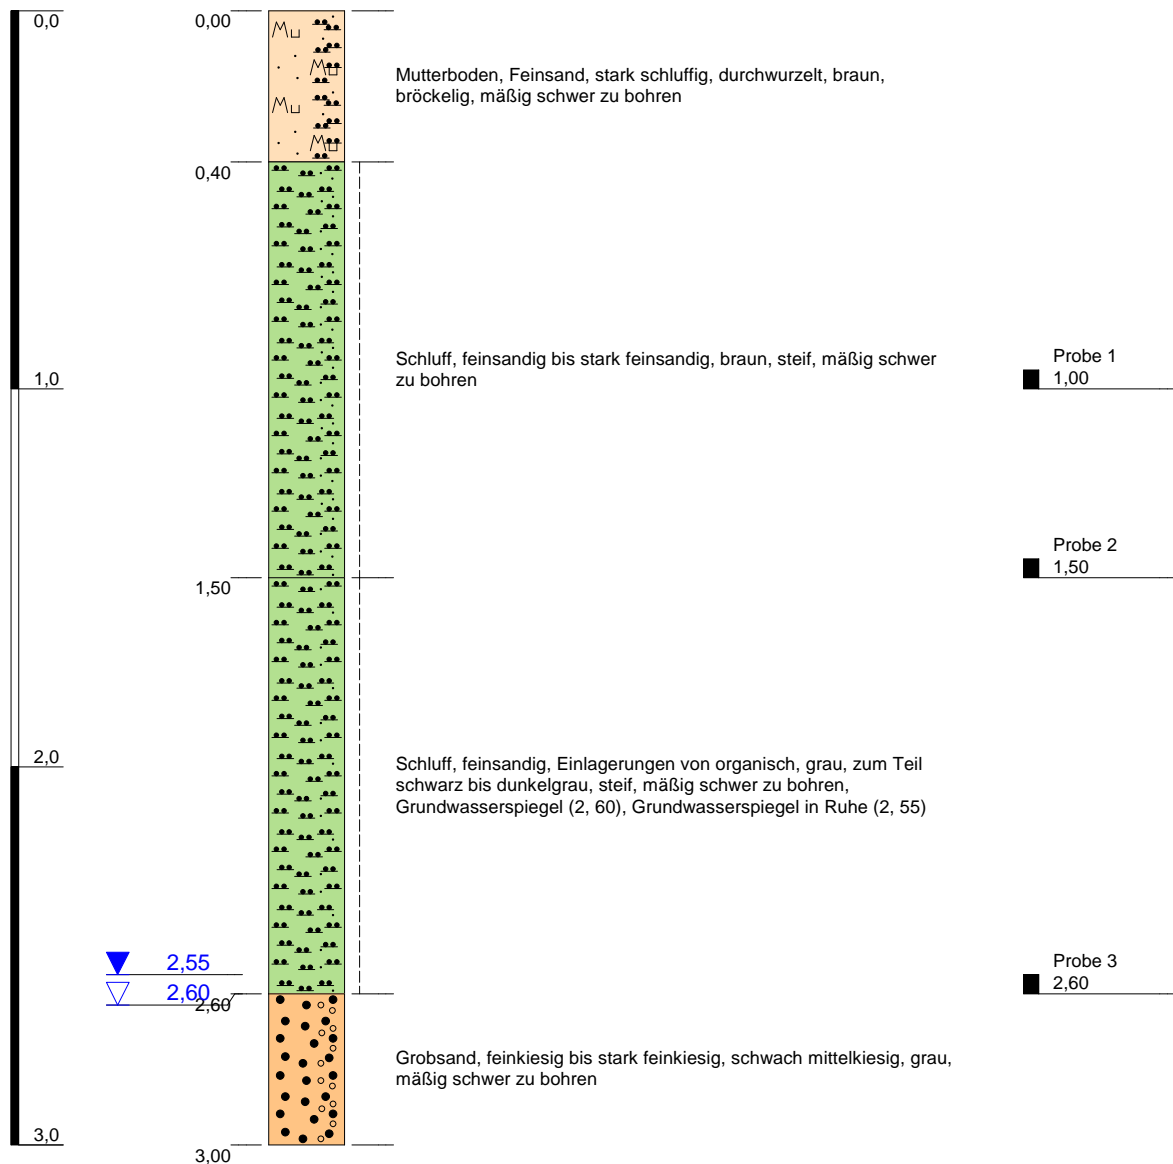 0,0
0,00
Mu
Mu
Mu
Mu
Mutterboden, Feinsand, stark schluffig, durchwurzelt, braun,
bröckelig, mäßig schwer zu bohren
0,40
Schluff, feinsandig bis stark feinsandig, braun, steif, mäßig schwer
zu bohren
1,0
Probe 1
1,00
Probe 2
1,50
1,50
2,0
Schluff, feinsandig, Einlagerungen von organisch, grau, zum Teil
schwarz bis dunkelgrau, steif, mäßig schwer zu bohren,
Grundwasserspiegel (2, 60), Grundwasserspiegel in Ruhe (2, 55)
2,55
2,60
2,60
Probe 3
2,60
Grobsand, feinkiesig bis stark feinkiesig, schwach mittelkiesig, grau,
mäßig schwer zu bohren
3,0
3,00